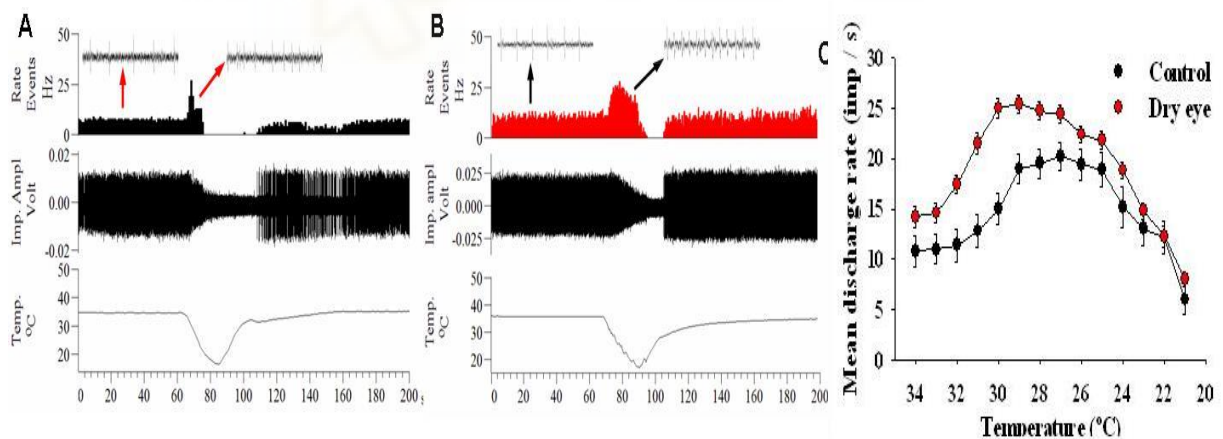 A
50
25
0
Rate
Events
Hz
0.02
0.00
-0.02
Imp. Ampl
Volt
50
40
30
20
Temp.
ºC
0 20 40 60 80 100 120 140 160 180 200 s
B
50
25
0
Rate
Events
Hz
0.025
0.000
-0.025
Imp. ampl
Volt
50
40
30
20
Temp.
ºC
0 20 40 60 80 100 120 140 160 180 200
C
30
25
20
15
10
5
0
Mean discharge rate (imp / s)
Control
Dry eye
34 32 30 28 26 24 22 20
Temperature (ºC)